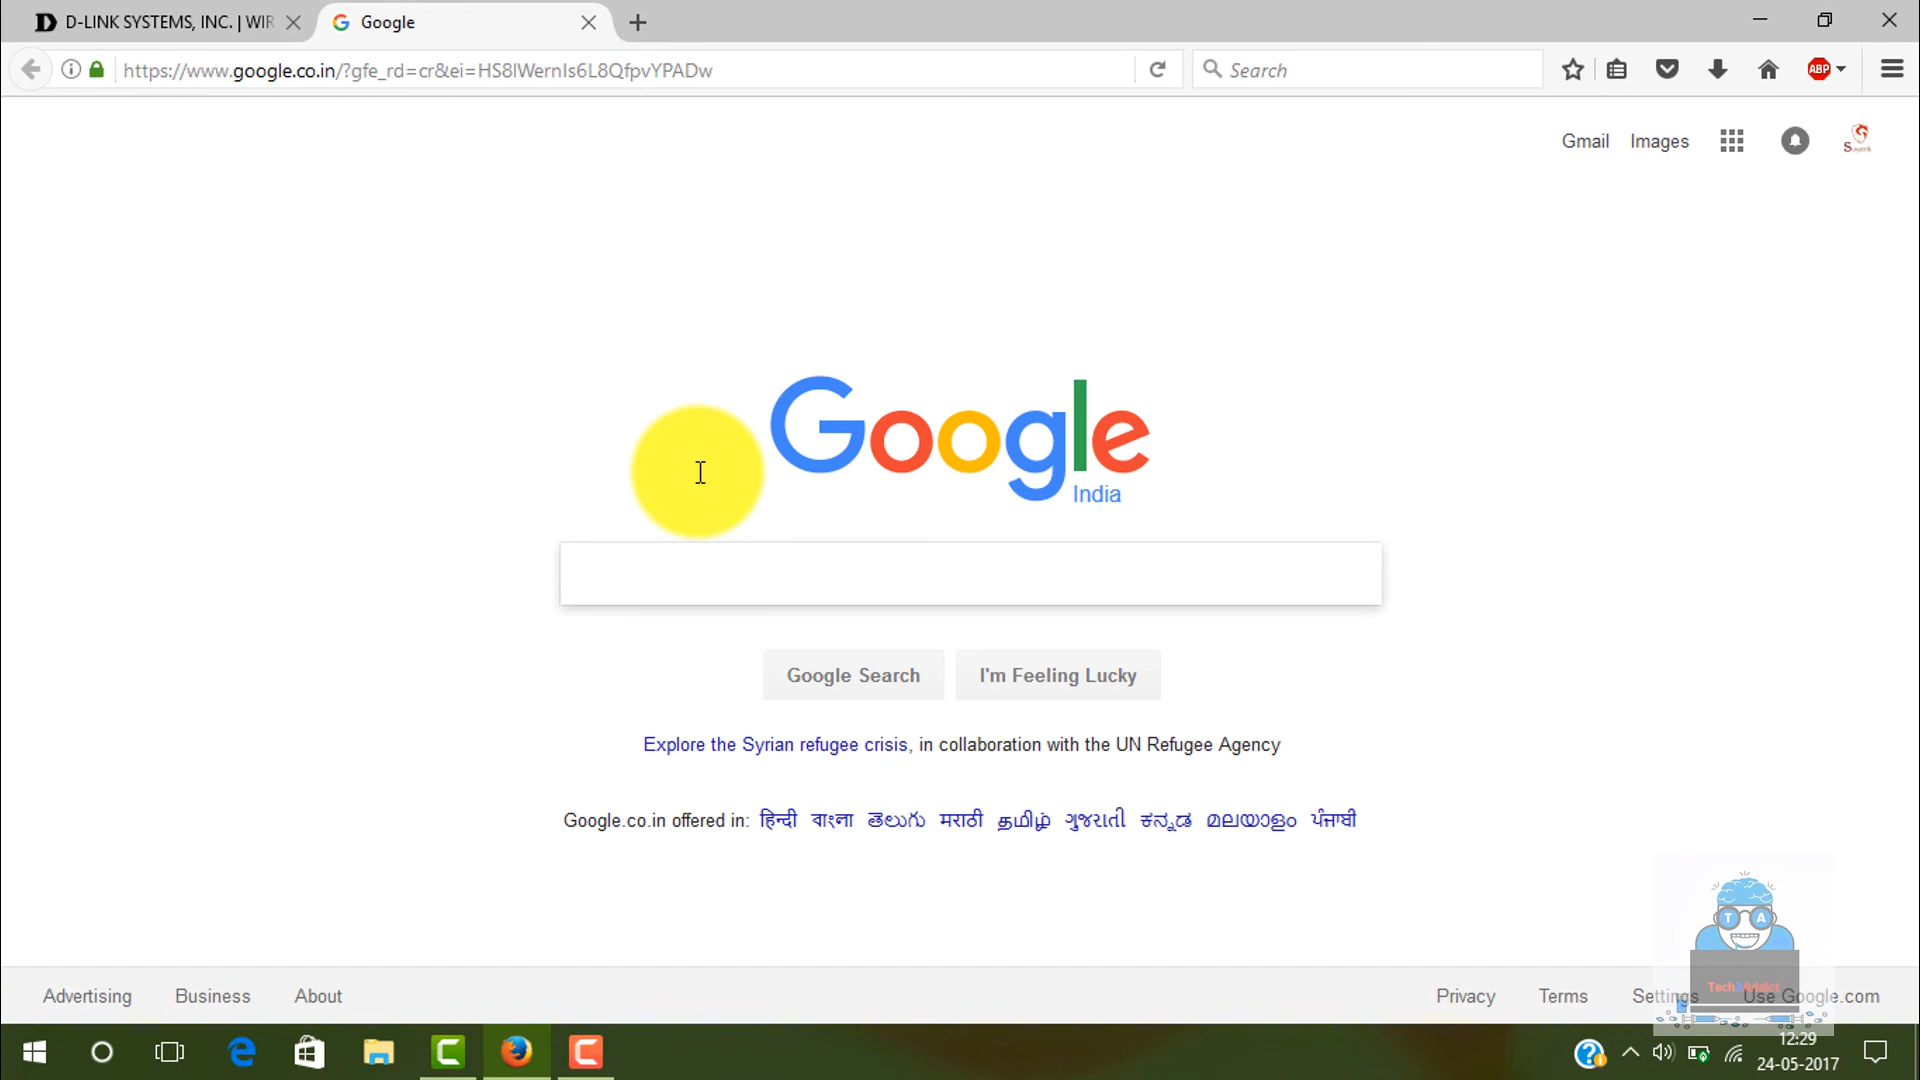 D-LINK SYSTEMS, INC. | WIR
Google
https://www.google.co.in/?gfe_rd=cr&ei=HS8lWernIs6L8QfpvYPADw
Search
ABP
Gmail Images
Google
India
Google Search I'm Feeling Lucky
Explore the Syrian refugee crisis, in collaboration with the UN Refugee Agency
Google.co.in offered in: हिन्दी বাংলা తెలుగు मराठी தமிழ் ગુજરાતી ಕನ್ನಡ മലയാളം ਪੰਜਾਬੀ
T A
Tech2Addict
Advertising Business About Privacy Terms Settings Use Google.com
12:29
24-05-2017